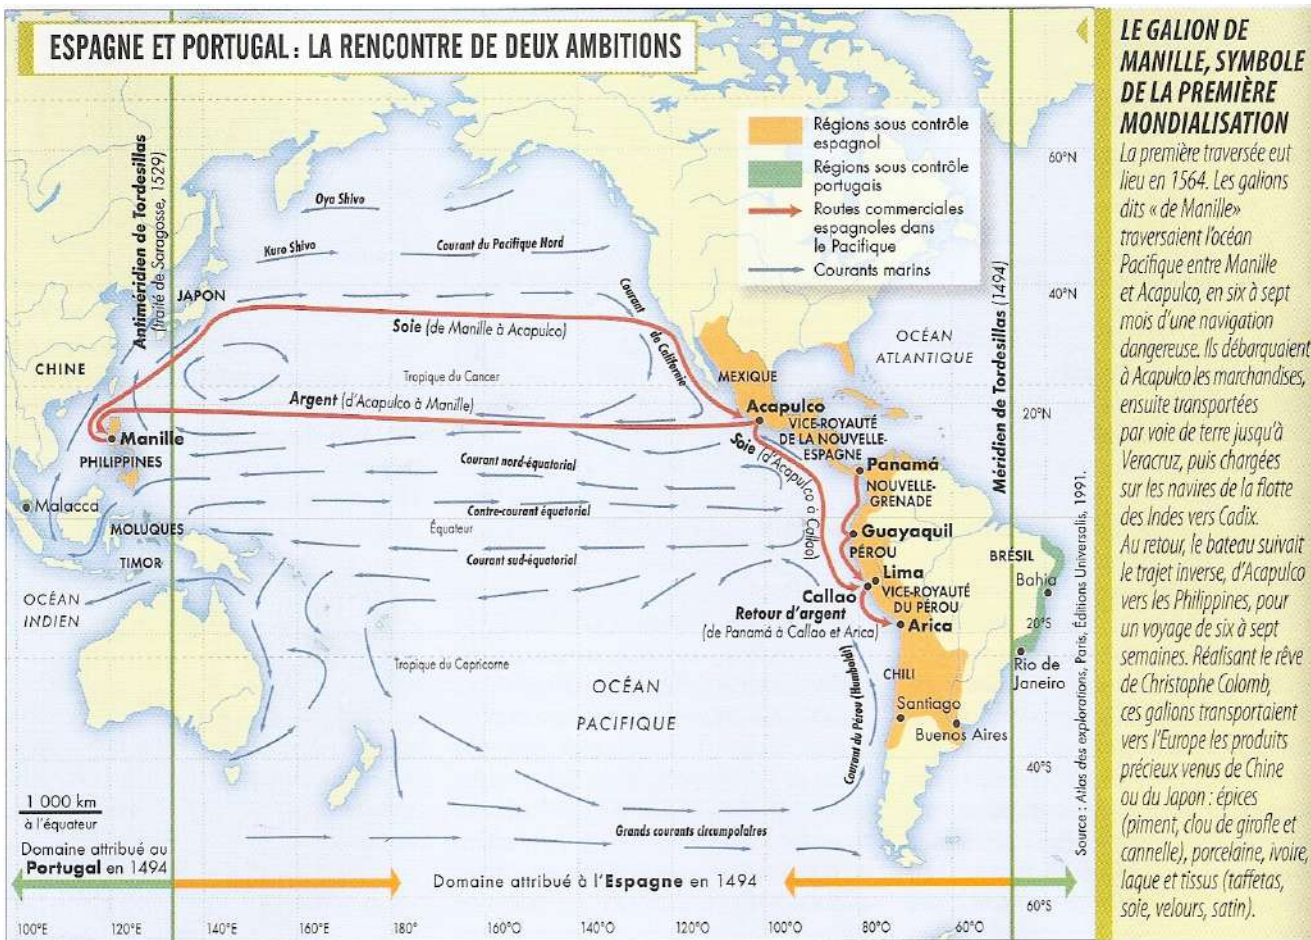 ESPAGNE ET PORTUGAL : LA RENCONTRE DE DEUX AMBITIONS
Régions sous contrôle
espagnol
Régions sous contrôle
portugais
Routes commerciales
espagnoles dans
le Pacifique
Courants marins
Antiméridien de Tordesillas
(traité de Saragosse, 1529)
Méridien de Tordesillas (1494)
60°N
40°N
20°N
20°S
40°S
60°S
Oya Shivo
Kuro Shivo
Courant du Pacifique Nord
Courant
de Californie
JAPON
CHINE
Soie (de Manille à Acapulco)
Tropique du Cancer
Argent (d'Acapulco à Manille)
OCÉAN
ATLANTIQUE
MEXIQUE
Acapulco
VICE-ROYAUTÉ
DE LA NOUVELLE-
ESPAGNE
Manille
PHILIPPINES
Malacca
MOLUQUES
TIMOR
OCÉAN
INDIEN
Courant nord-équatorial
Contre-courant équatorial
Équateur
Courant sud-équatorial
Soie (d'Acapulco à Callao)
Panamá
NOUVELLE-
GRENADE
Guayaquil
PÉROU
Lima
Callao
VICE-ROYAUTÉ
DU PÉROU
Retour d'argent
(de Panamá à Callao et Arica)
Arica
BRÉSIL
Bahia
Rio de
Janeiro
Tropique du Capricorne
OCÉAN
PACIFIQUE
Courant du Pérou (Humboldt)
CHILI
Santiago
Buenos Aires
Grands courants circumpolaires
1 000 km
à l'équateur
Domaine attribué au
Portugal en 1494
Domaine attribué à l'Espagne en 1494
100°E
120°E
140°E
160°E
180°
160°O
140°O
120°O
100°O
80°O
60°O
Source : Atlas des explorations, Paris, Éditions Universalis, 1991.
LE GALION DE
MANILLE, SYMBOLE
DE LA PREMIÈRE
MONDIALISATION
La première traversée eut
lieu en 1564. Les galions
dits « de Manille »
traversaient l'océan
Pacifique entre Manille
et Acapulco, en six à sept
mois d'une navigation
dangereuse. Ils débarquaient
à Acapulco les marchandises,
ensuite transportées
par voie de terre jusqu'à
Veracruz, puis chargées
sur les navires de la flotte
des Indes vers Cadix.
Au retour, le bateau suivait
le trajet inverse, d'Acapulco
vers les Philippines, pour
un voyage de six à sept
semaines. Réalisant le rêve
de Christophe Colomb,
ces galions transportaient
vers l'Europe les produits
précieux venus de Chine
ou du Japon : épices
(piment, clou de girofle et
cannelle), porcelaine, ivoire,
laque et tissus (taffetas,
soie, velours, satin).